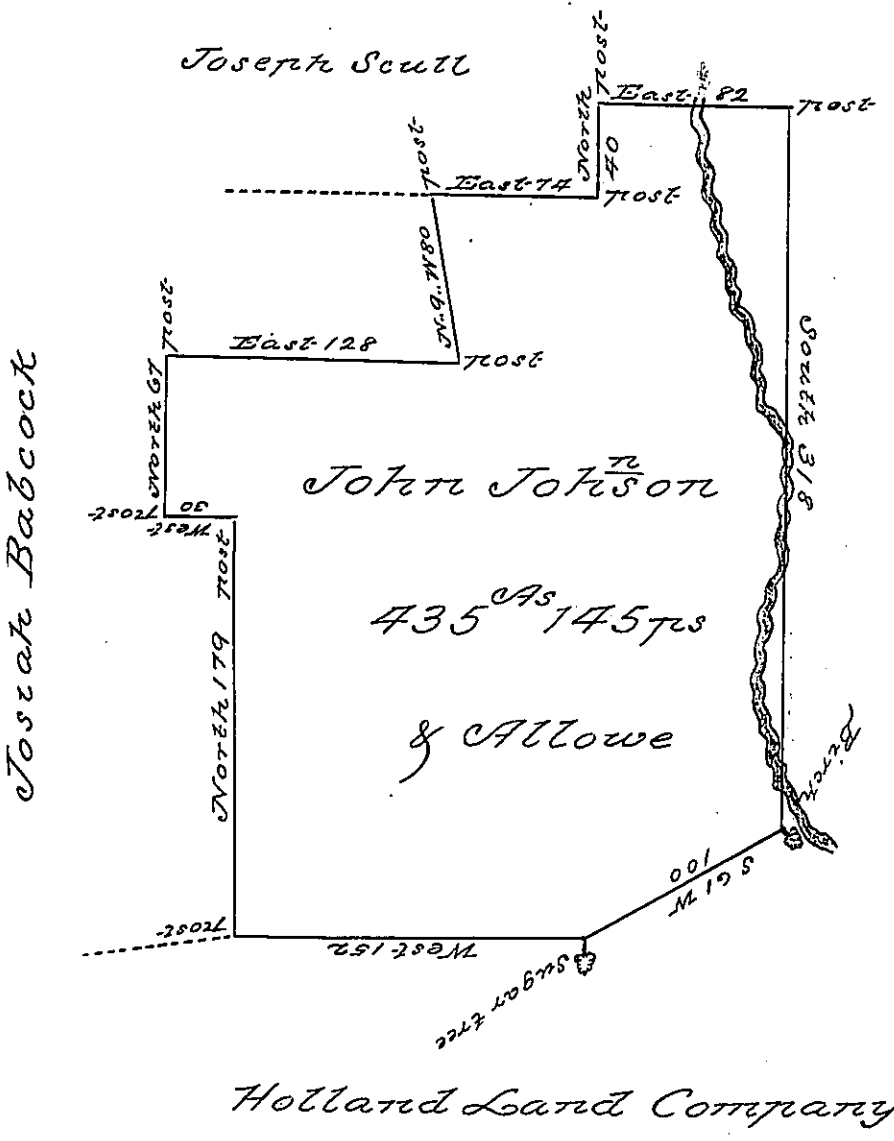 Joseph Scull
Post
North 40
East 82
Post
Post
East 74
Post
N. 9. W 80
Post
East 128
Post
North 67
Post
West 30
Post
North 179
Post
West 152
Sugar tree
S 61 W
100
Birch
South 318
Josiah Babcock
John Johnson
435 As 145 ps
& Allowe
Holland Land Company